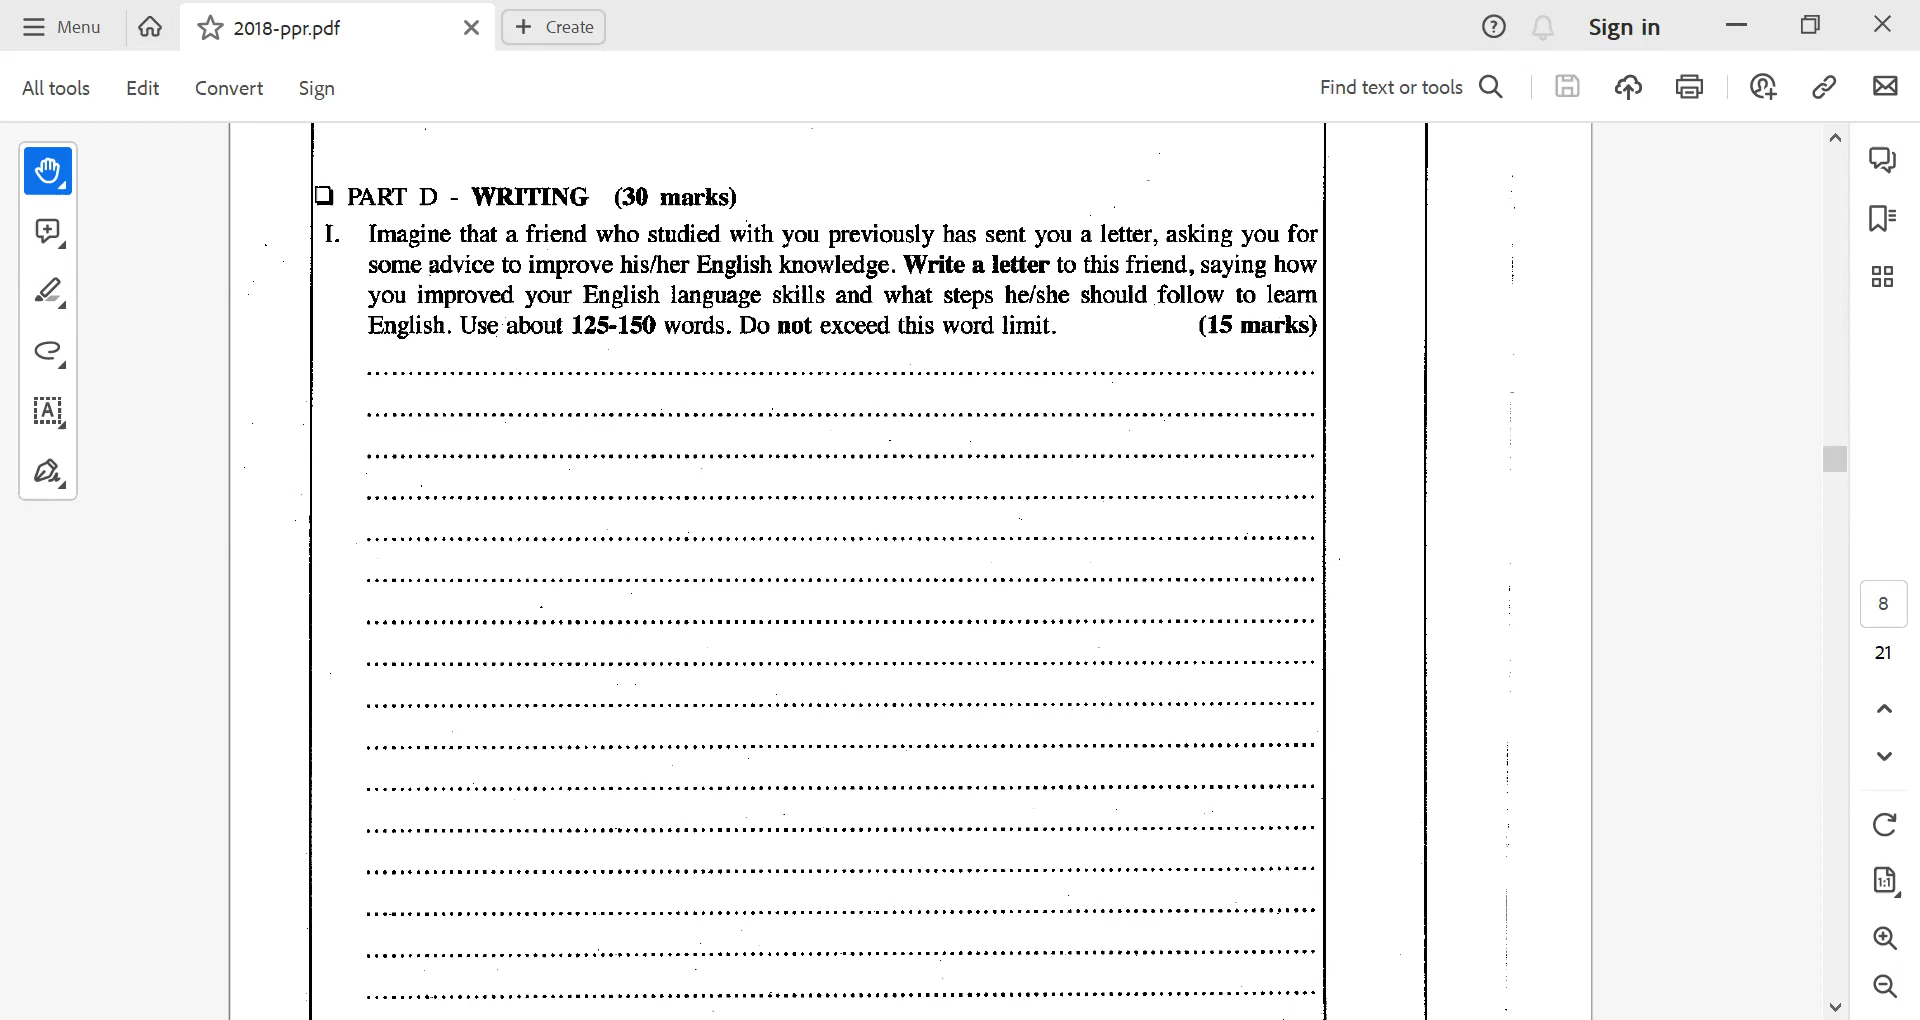 Menu
2018-ppr.pdf
Create
Sign in
All tools
Edit
Convert
Sign
Find text or tools
❑ PART D - WRITING (30 marks)
I. Imagine that a friend who studied with you previously has sent you a letter, asking you for
some advice to improve his/her English knowledge. Write a letter to this friend, saying how
you improved your English language skills and what steps he/she should follow to learn
English. Use about 125-150 words. Do not exceed this word limit. (15 marks)
8
21
1:1